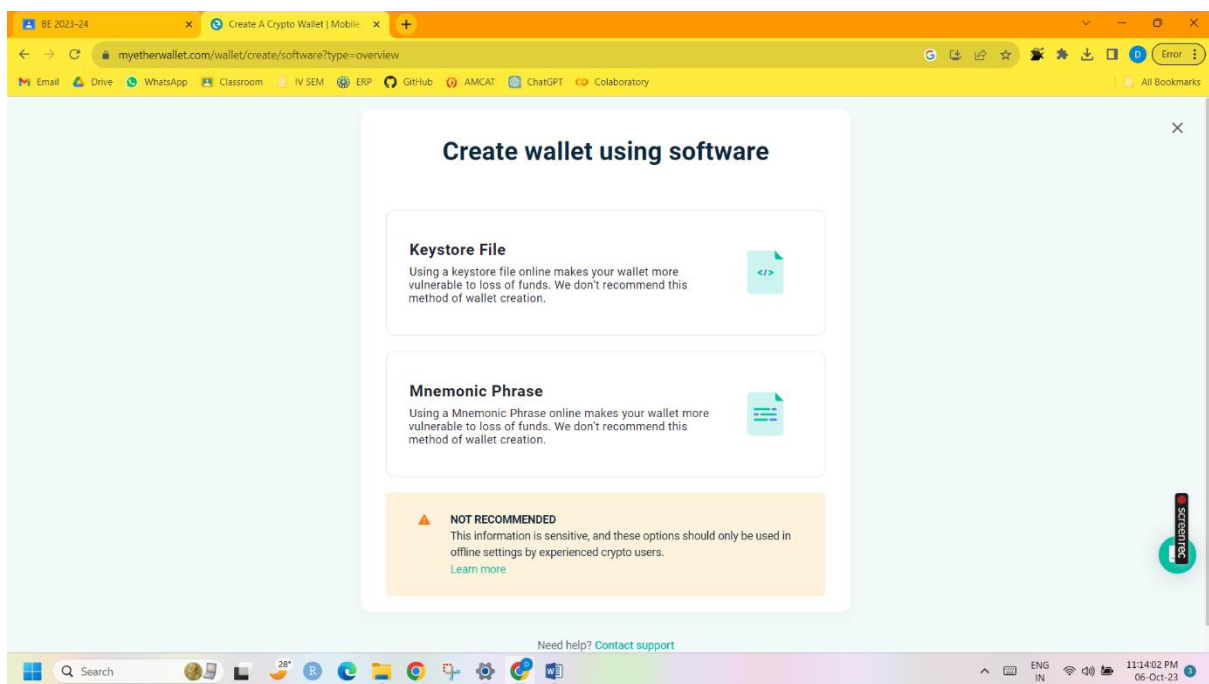 BE 2023-24
Create A Crypto Wallet | Mobile
myetherwallet.com/wallet/create/software?type=overview
D
Error
Email Drive WhatsApp Classroom IV SEM ERP GitHub AMCAT ChatGPT Colaboratory All Bookmarks
Create wallet using software
Keystore File
Using a keystore file online makes your wallet more
vulnerable to loss of funds. We don't recommend this
method of wallet creation.
</>
Mnemonic Phrase
Using a Mnemonic Phrase online makes your wallet more
vulnerable to loss of funds. We don't recommend this
method of wallet creation.
NOT RECOMMENDED
This information is sensitive, and these options should only be used in
offline settings by experienced crypto users.
Learn more
screenrec
Need help? Contact support
Search
28°
R
ENG
IN
11:14:02 PM
06-Oct-23
3